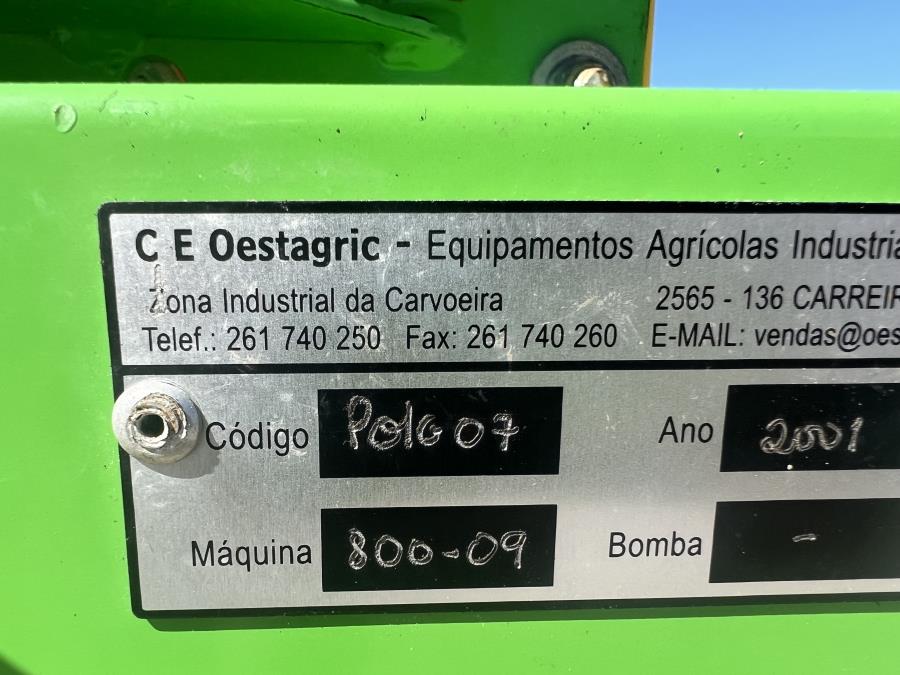 C E Oestagric - Equipamentos Agrícolas Industria
Zona Industrial da Carvoeira 2565 - 136 CARREIR
Telef.: 261 740 250 Fax: 261 740 260 E-MAIL: vendas@oes
Código Ano 2001
Máquina 800-09 Bomba -